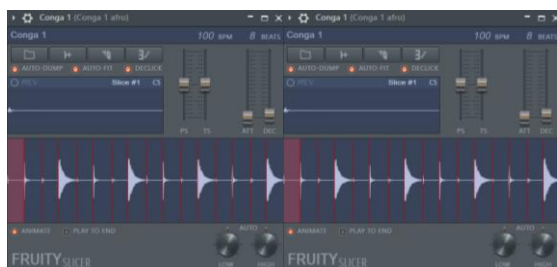 Conga 1 (Conga 1 afro)
Conga 1 100 BPM 8 BEATS
AUTO-DUMP AUTO-FIT DECLICK
PREV Slice #1 C5
PS TS ATT DEC
ANIMATE PLAY TO END AUTO
FRUITY SLICER LOW HIGH
Conga 1 (Conga 1 afro)
Conga 1 100 BPM 8 BEATS
AUTO-DUMP AUTO-FIT DECLICK
PREV Slice #1 C5
PS TS ATT DEC
ANIMATE PLAY TO END AUTO
FRUITY SLICER LOW HIGH